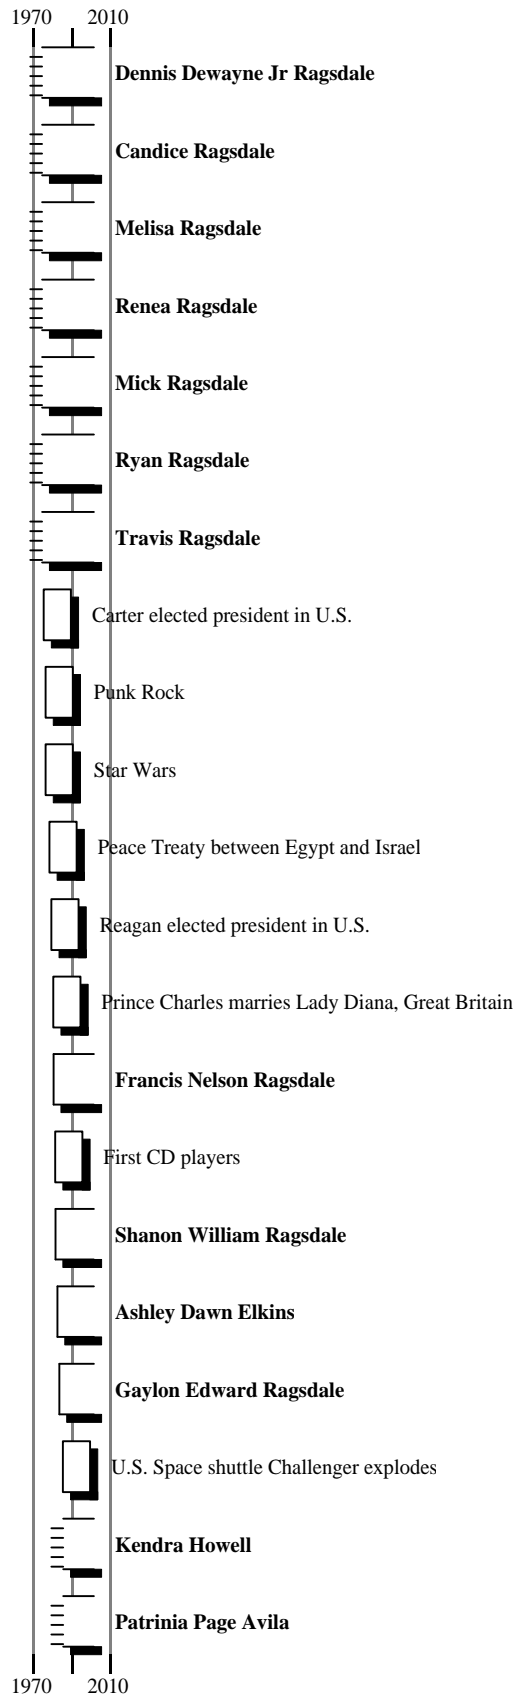 1970 2010
Dennis Dewayne Jr Ragsdale
Candice Ragsdale
Melisa Ragsdale
Renea Ragsdale
Mick Ragsdale
Ryan Ragsdale
Travis Ragsdale
Carter elected president in U.S.
Punk Rock
Star Wars
Peace Treaty between Egypt and Israel
Reagan elected president in U.S.
Prince Charles marries Lady Diana, Great Britain
Francis Nelson Ragsdale
First CD players
Shanon William Ragsdale
Ashley Dawn Elkins
Gaylon Edward Ragsdale
U.S. Space shuttle Challenger explodes
Kendra Howell
Patrinia Page Avila
1970 2010